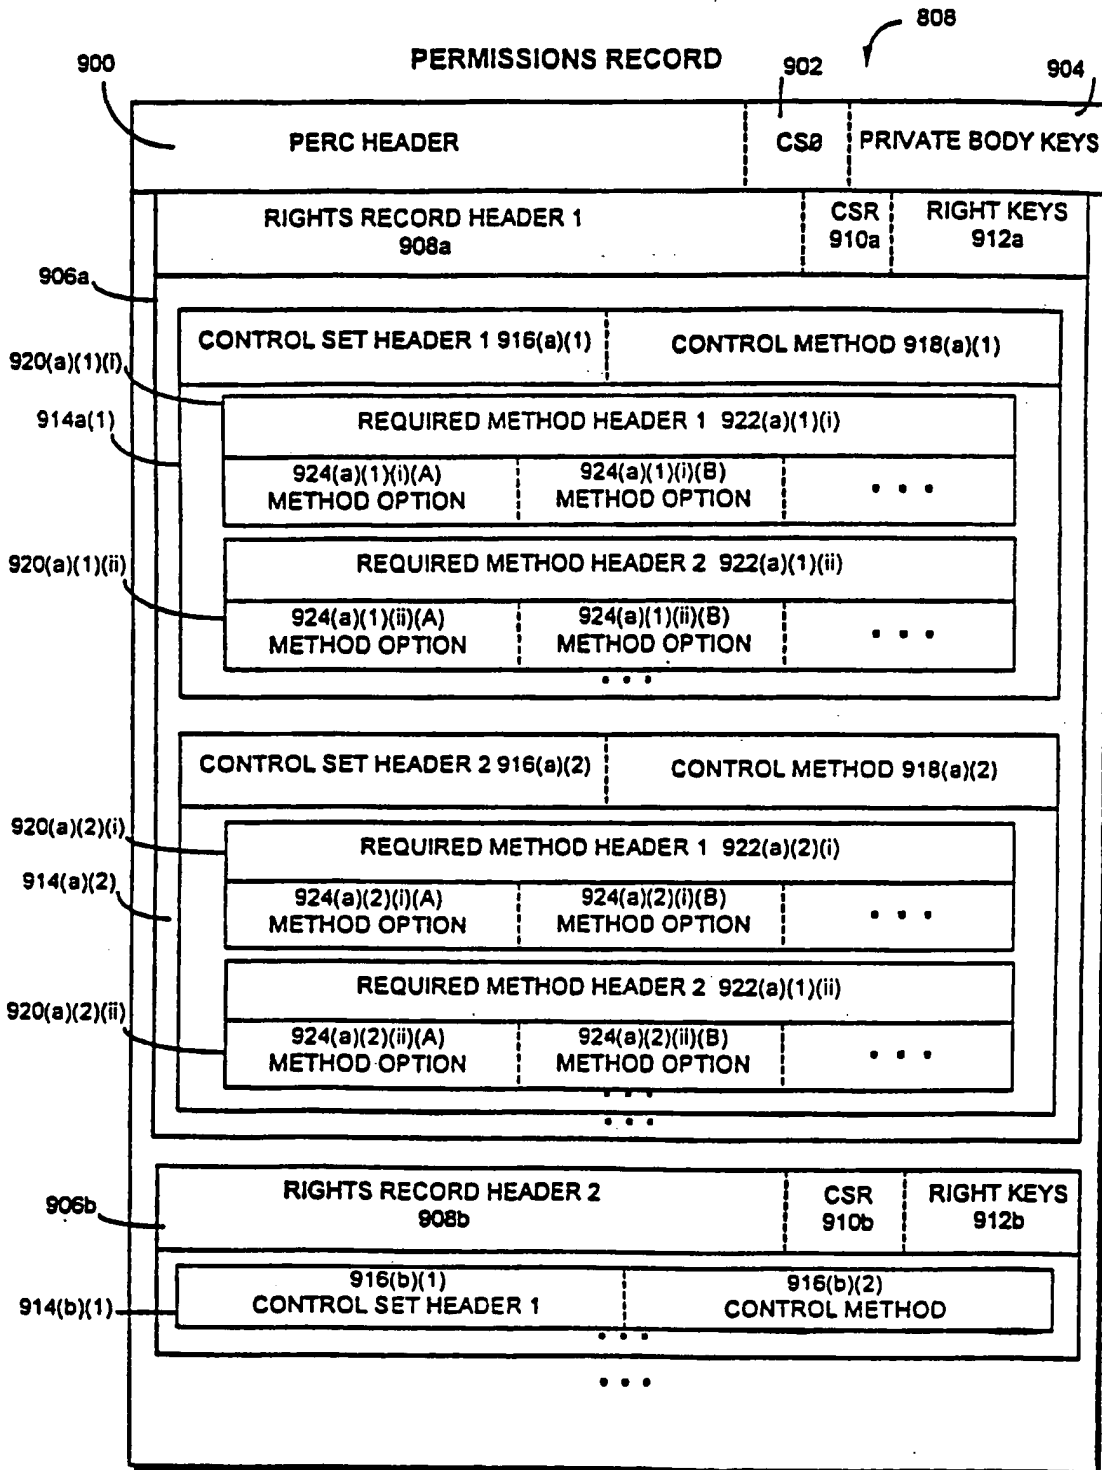 808
PERMISSIONS RECORD
900
902
904
PERC HEADER
CS0
PRIVATE BODY KEYS
RIGHTS RECORD HEADER 1
908a
CSR
910a
RIGHT KEYS
912a
906a
CONTROL SET HEADER 1 916(a)(1)
CONTROL METHOD 918(a)(1)
920(a)(1)(i)
914a(1)
REQUIRED METHOD HEADER 1 922(a)(1)(i)
924(a)(1)(i)(A)
METHOD OPTION
924(a)(1)(i)(B)
METHOD OPTION
• • •
920(a)(1)(ii)
REQUIRED METHOD HEADER 2 922(a)(1)(ii)
924(a)(1)(ii)(A)
METHOD OPTION
924(a)(1)(ii)(B)
METHOD OPTION
• • •
• • •
CONTROL SET HEADER 2 916(a)(2)
CONTROL METHOD 918(a)(2)
920(a)(2)(i)
914(a)(2)
REQUIRED METHOD HEADER 1 922(a)(2)(i)
924(a)(2)(i)(A)
METHOD OPTION
924(a)(2)(i)(B)
METHOD OPTION
• • •
920(a)(2)(ii)
REQUIRED METHOD HEADER 2 922(a)(1)(ii)
924(a)(2)(ii)(A)
METHOD OPTION
924(a)(2)(ii)(B)
METHOD OPTION
• • •
• • •
• • •
906b
RIGHTS RECORD HEADER 2
908b
CSR
910b
RIGHT KEYS
912b
914(b)(1)
916(b)(1)
CONTROL SET HEADER 1
916(b)(2)
CONTROL METHOD
• • •
• • •